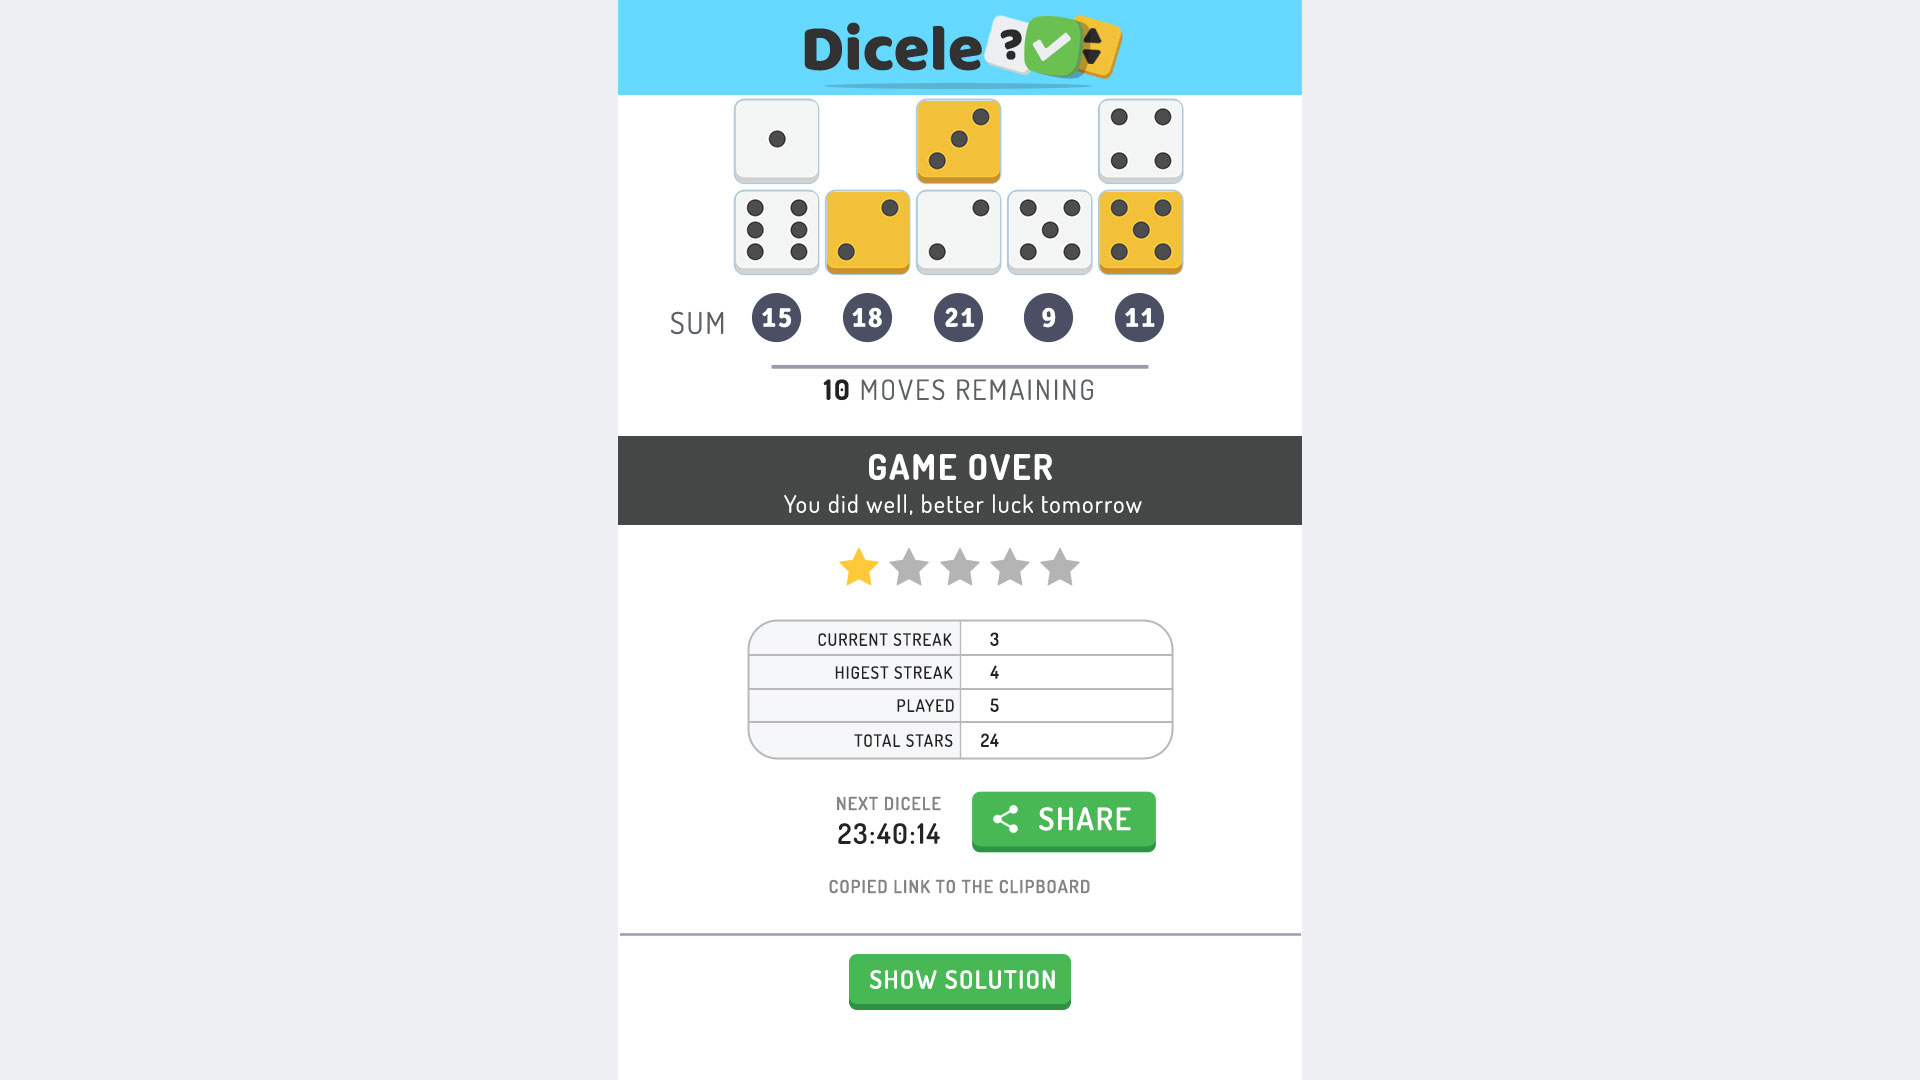 Dicele ?
SUM 15 18 21 9 11
10 MOVES REMAINING
GAME OVER
You did well, better luck tomorrow
CURRENT STREAK 3
HIGEST STREAK 4
PLAYED 5
TOTAL STARS 24
NEXT DICELE
23:40:14
SHARE
COPIED LINK TO THE CLIPBOARD
SHOW SOLUTION